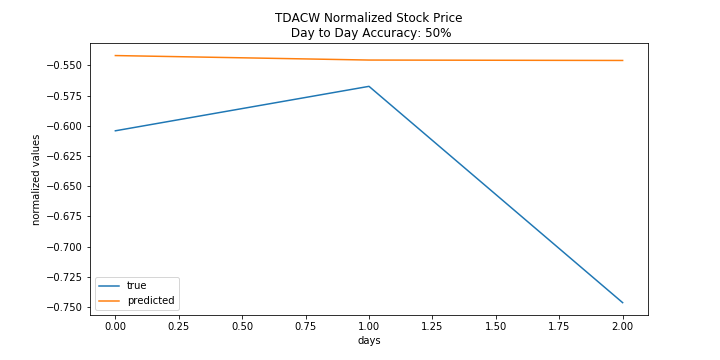 TDACW Normalized Stock Price
Day to Day Accuracy: 50%
−0.550
−0.575
−0.600
−0.625
−0.650
−0.675
−0.700
−0.725
−0.750
normalized values
true
predicted
0.00 0.25 0.50 0.75 1.00 1.25 1.50 1.75 2.00
days